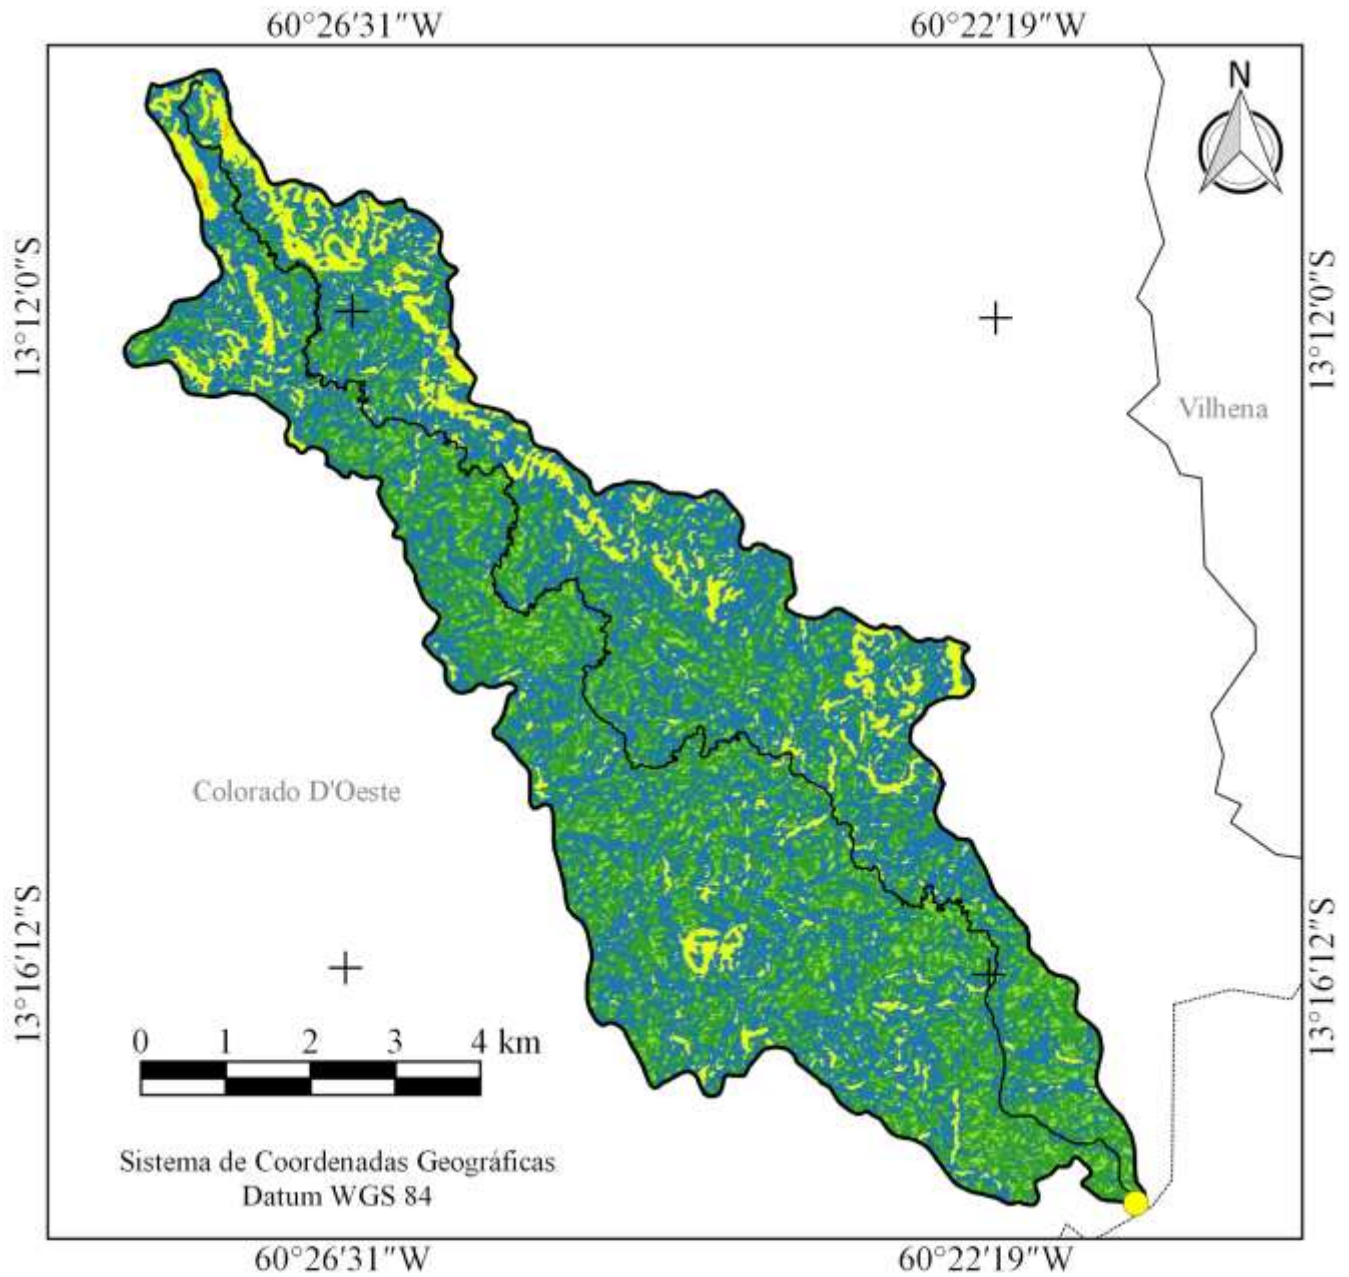 60°26'31"W 60°22'19"W
N
13°12'0"S
13°12'0"S
Vilhena
Colorado D'Oeste
13°16'12"S
13°16'12"S
0 1 2 3 4 km
Sistema de Coordenadas Geográficas
Datum WGS 84
60°26'31"W 60°22'19"W